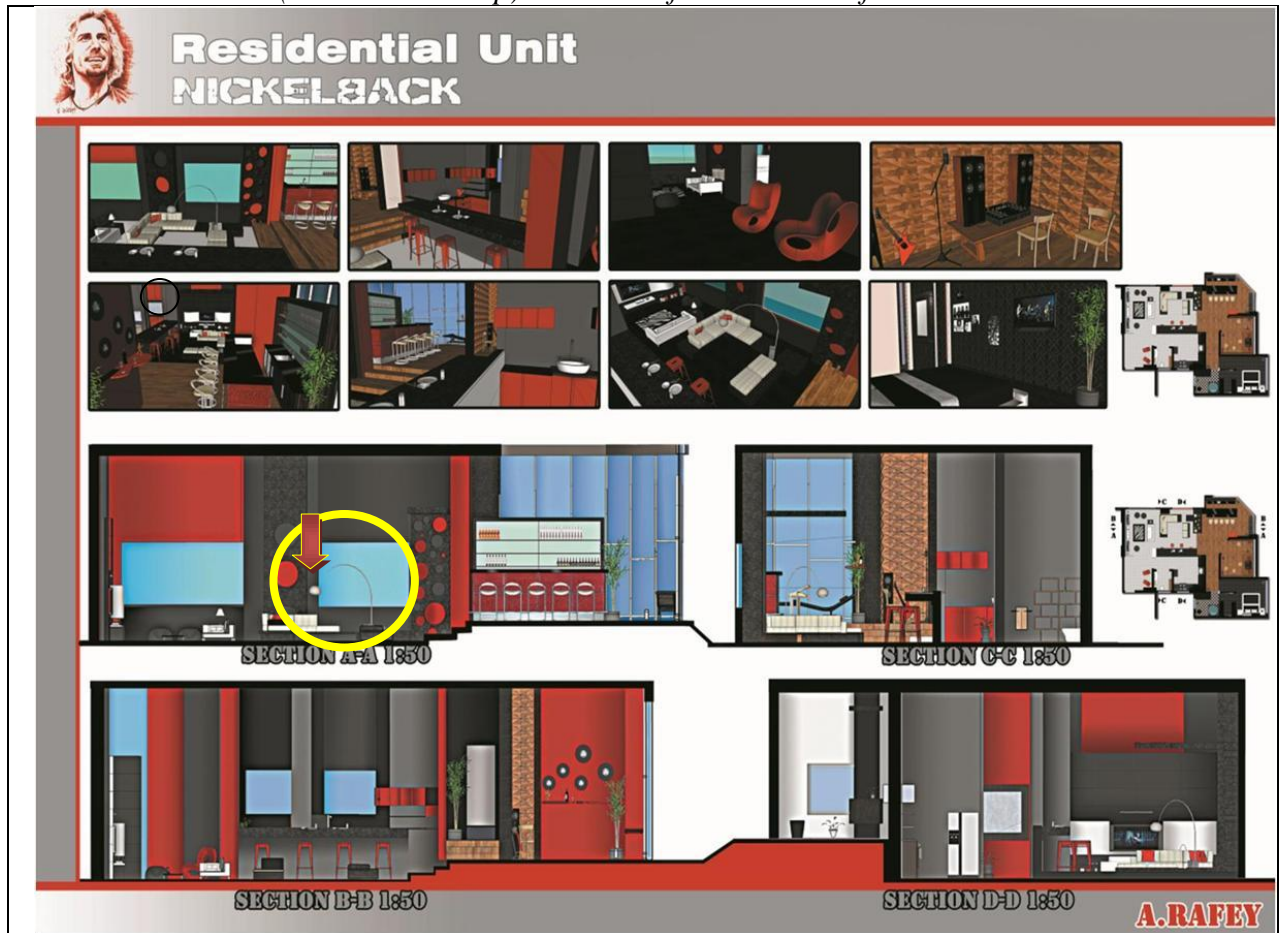 Residential Unit
NICKELBACK
SECTION A-A 1:50
SECTION C-C 1:50
SECTION B-B 1:50
SECTION D-D 1:50
A.RAFEY